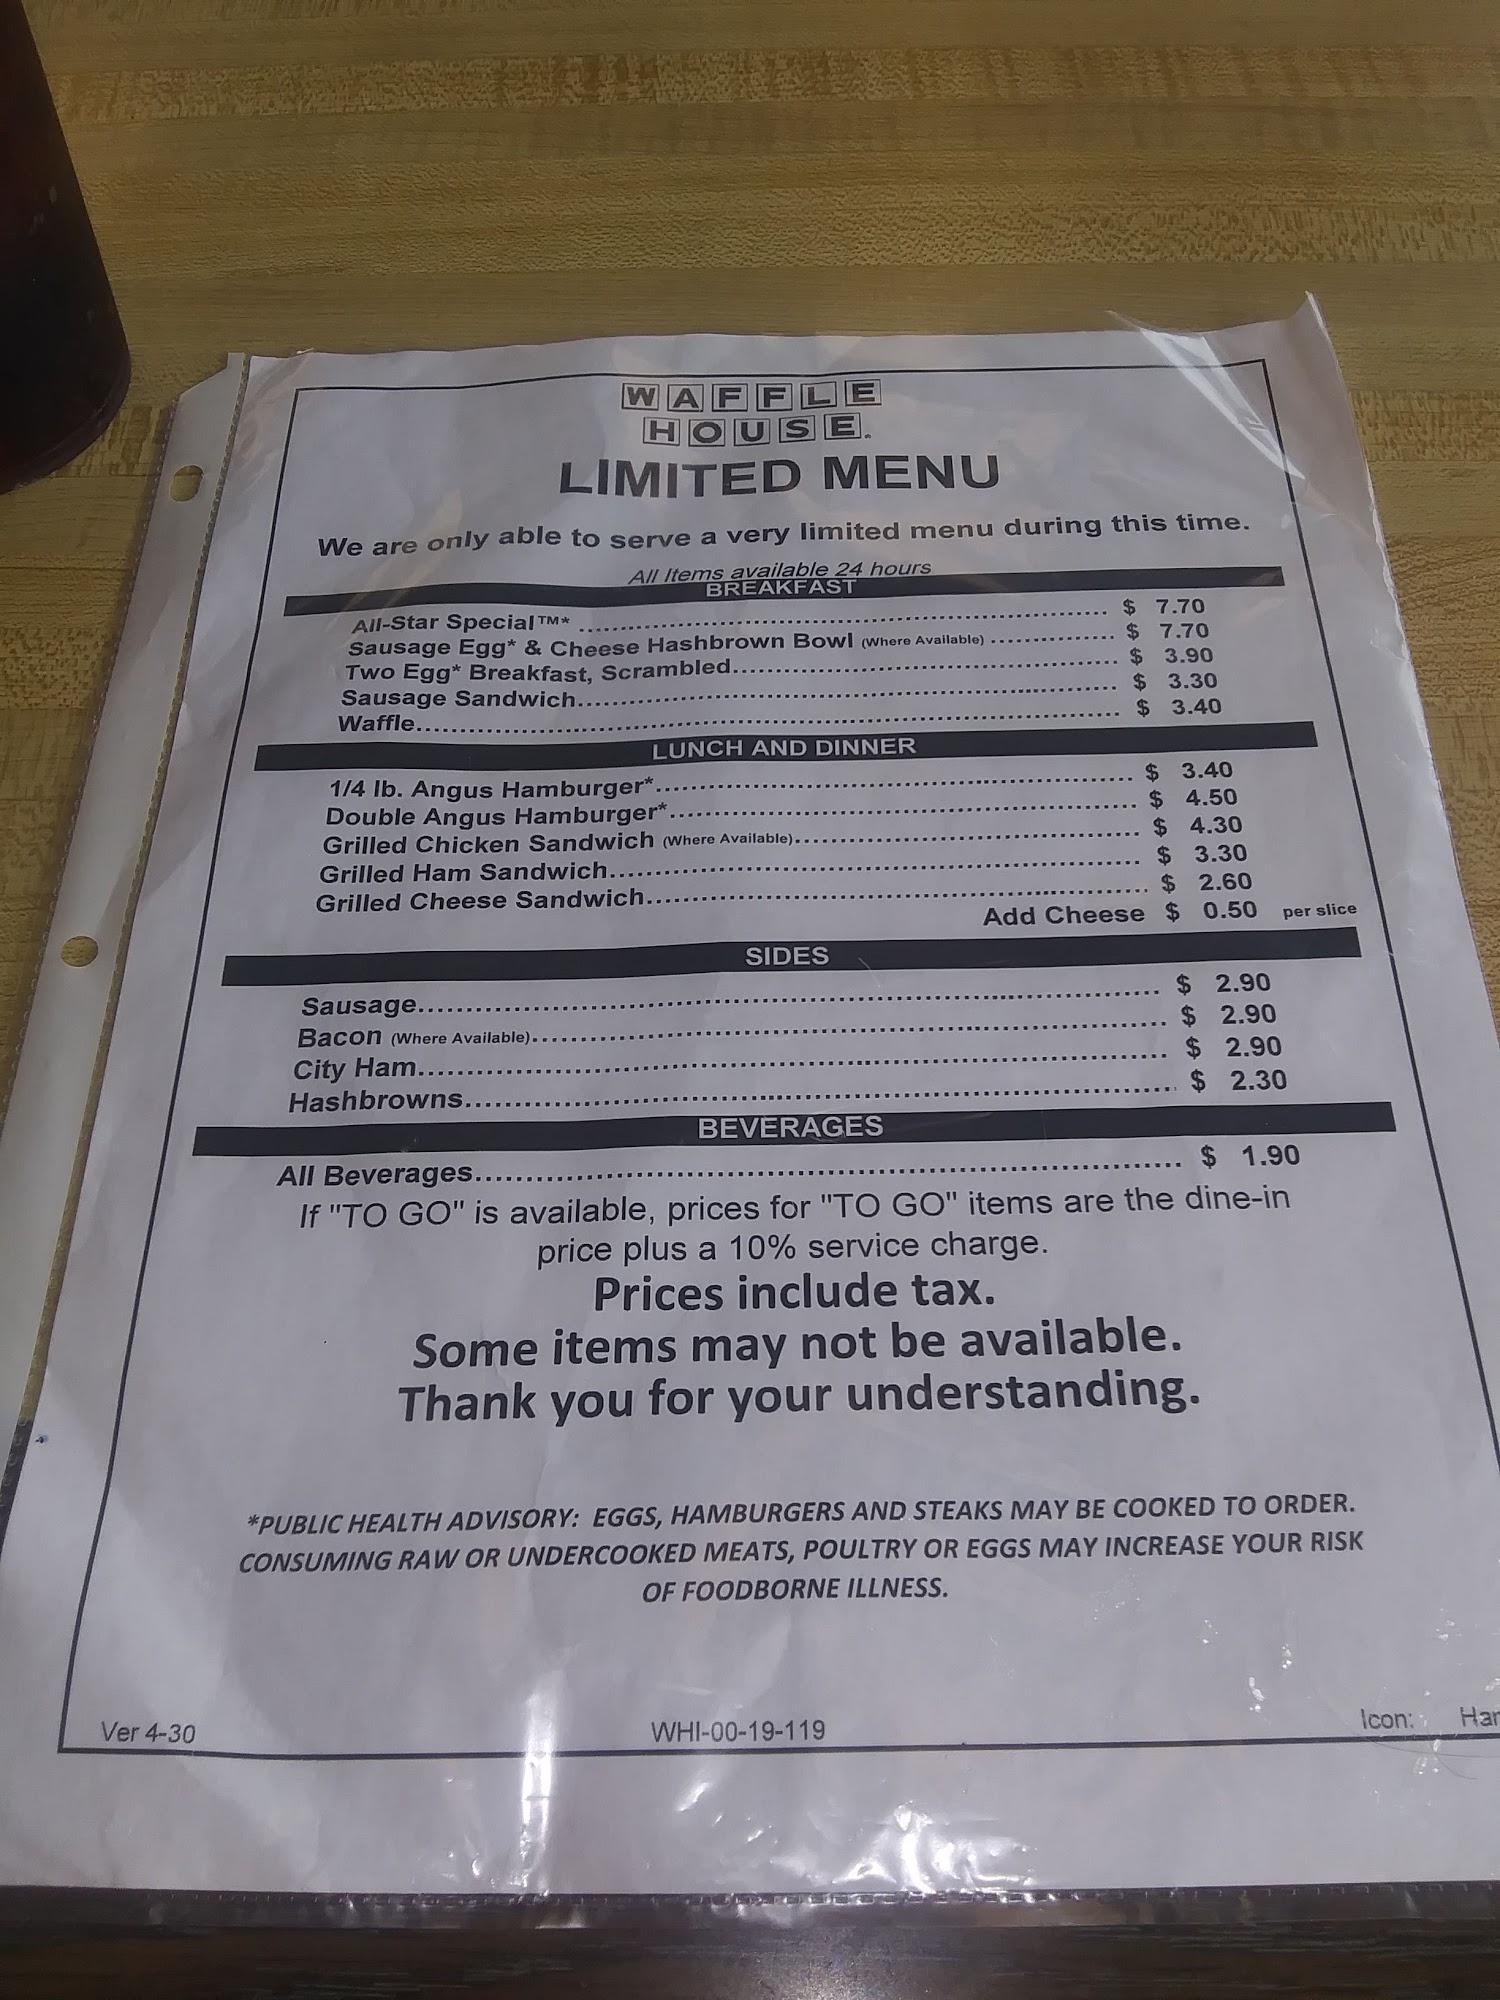 WAFFLE
HOUSE®
LIMITED MENU
We are only able to serve a very limited menu during this time.
All Items available 24 hours
BREAKFAST
All-Star Special™* ........ $ 7.70
Sausage Egg* & Cheese Hashbrown Bowl (Where Available) ........ $ 7.70
Two Egg* Breakfast, Scrambled........ $ 3.90
Sausage Sandwich........ $ 3.30
Waffle........ $ 3.40
LUNCH AND DINNER
1/4 lb. Angus Hamburger*........ $ 3.40
Double Angus Hamburger*........ $ 4.50
Grilled Chicken Sandwich (Where Available)........ $ 4.30
Grilled Ham Sandwich........ $ 3.30
Grilled Cheese Sandwich........ $ 2.60
Add Cheese $ 0.50 per slice
SIDES
Sausage........ $ 2.90
Bacon (Where Available)........ $ 2.90
City Ham........ $ 2.90
Hashbrowns........ $ 2.30
BEVERAGES
All Beverages........ $ 1.90
If "TO GO" is available, prices for "TO GO" items are the dine-in
price plus a 10% service charge.
Prices include tax.
Some items may not be available.
Thank you for your understanding.
*PUBLIC HEALTH ADVISORY: EGGS, HAMBURGERS AND STEAKS MAY BE COOKED TO ORDER.
CONSUMING RAW OR UNDERCOOKED MEATS, POULTRY OR EGGS MAY INCREASE YOUR RISK
OF FOODBORNE ILLNESS.
Ver 4-30 WHI-00-19-119 Icon: